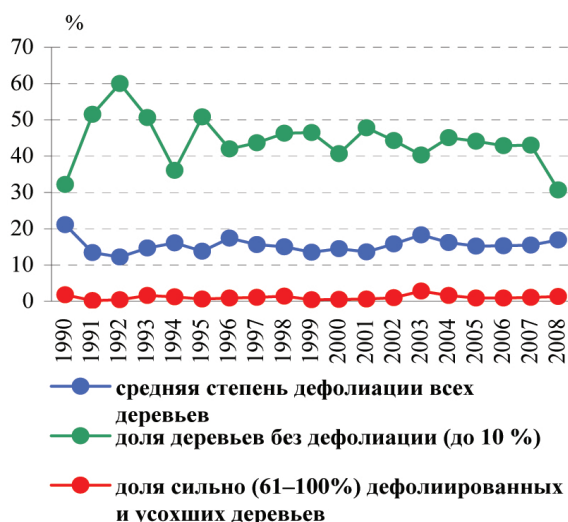 %
70
60
50
40
30
20
10
0
1990 1991 1992 1993 1994 1995 1996 1997 1998 1999 2000 2001 2002 2003 2004 2005 2006 2007 2008
средняя степень дефолиации всех
деревьев
доля деревьев без дефолиации (до 10 %)
доля сильно (61–100%) дефолиированных
и усохших деревьев